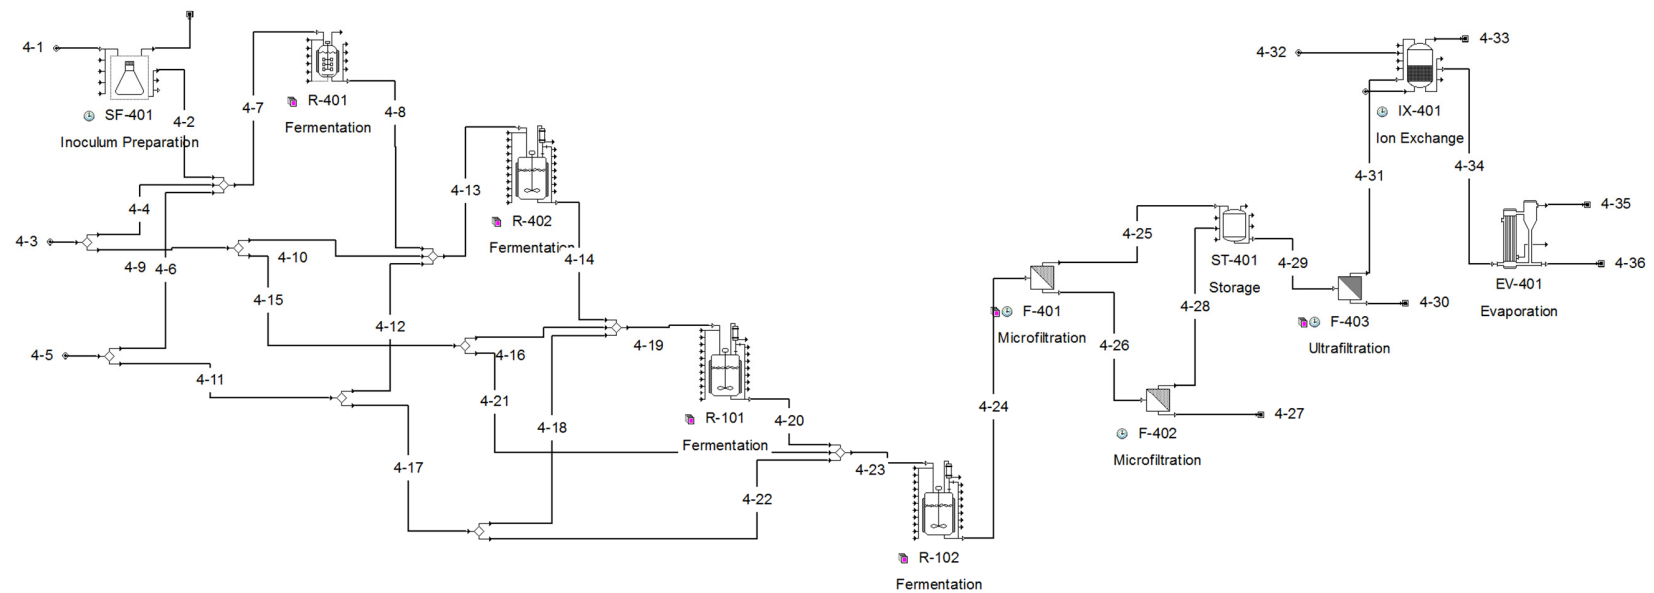 4-1
SF-401
Inoculum Preparation
4-2
4-7
R-401
Fermentation
4-8
4-13
R-402
Fermentation
4-14
4-3
4-4
4-9
4-6
4-10
4-15
4-12
4-5
4-11
4-16
4-19
4-21
4-18
4-17
R-101
Fermentation
4-20
4-22
4-23
R-102
Fermentation
4-24
F-401
Microfiltration
4-25
4-26
F-402
Microfiltration
4-27
4-28
ST-401
Storage
4-29
F-403
Ultrafiltration
4-30
4-31
4-32
4-33
IX-401
Ion Exchange
4-34
4-35
4-36
EV-401
Evaporation